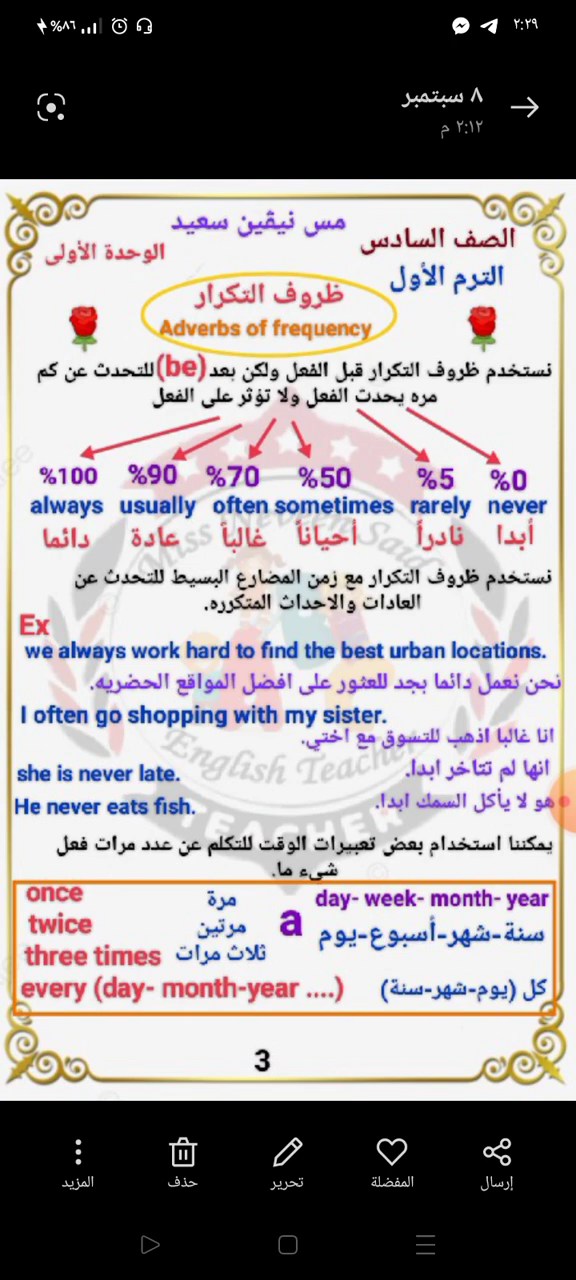 %٨٦
٢:٢٩
٨ سبتمبر
٢:١٢ م
مس نيڤين سعيد
الصف السادس
الوحدة الأولى
الترم الأول
ظروف التكرار
Adverbs of frequency
نستخدم ظروف التكرار قبل الفعل ولكن بعد (be) للتحدث عن كم
مره يحدث الفعل ولا تؤثر على الفعل
%100 %90 %70 %50 %5 %0
always usually often sometimes rarely never
دائما عادة غالباً أحياناً نادراً أبدا
نستخدم ظروف التكرار مع زمن المضارع البسيط للتحدث عن
العادات والاحداث المتكرره.
Ex
we always work hard to find the best urban locations.
نحن نعمل دائما بجد للعثور على افضل المواقع الحضريه.
I often go shopping with my sister.
انا غالبا اذهب للتسوق مع اختي.
she is never late. انها لم تتاخر ابدا.
He never eats fish. هو لا يأكل السمك ابدا.
يمكننا استخدام بعض تعبيرات الوقت للتكلم عن عدد مرات فعل
شيء ما.
once مرة a day- week- month- year
twice مرتين سنة-شهر-أسبوع-يوم
three times ثلاث مرات
every (day- month-year ....) كل (يوم-شهر-سنة)
3
Miss Neveen Said
English Teacher
TEACHER
إرسال
المفضلة
تحرير
حذف
المزيد